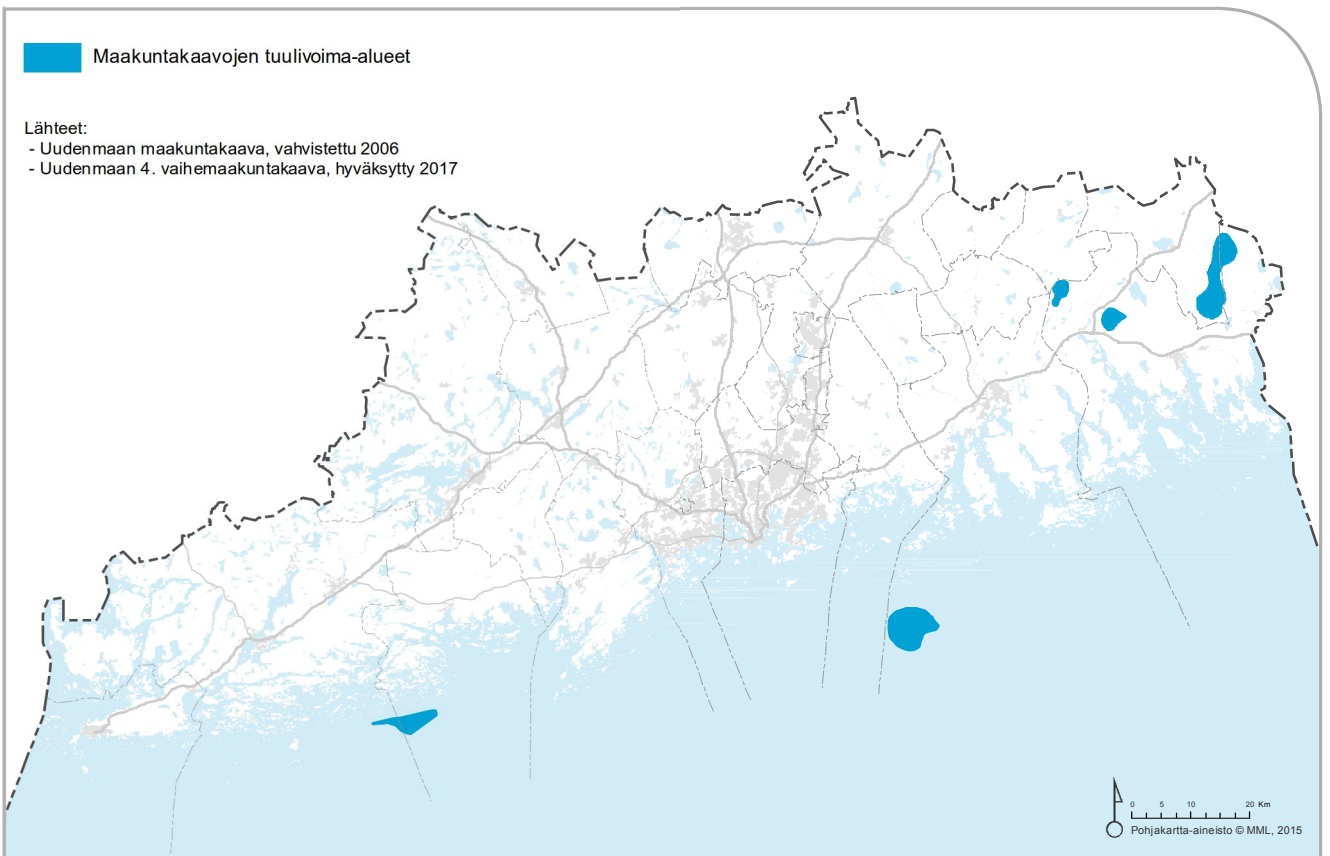 Maakuntakaavojen tuulivoima-alueet
Lähteet:
- Uudenmaan maakuntakaava, vahvistettu 2006
- Uudenmaan 4. vaihemaakuntakaava, hyväksytty 2017
0 5 10 20 Km
Pohjakartta-aineisto © MML, 2015